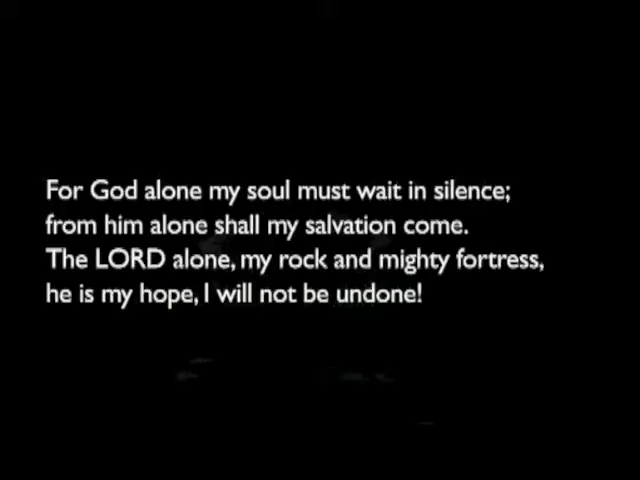 For God alone my soul must wait in silence;
from him alone shall my salvation come.
The LORD alone, my rock and mighty fortress,
he is my hope, I will not be undone!